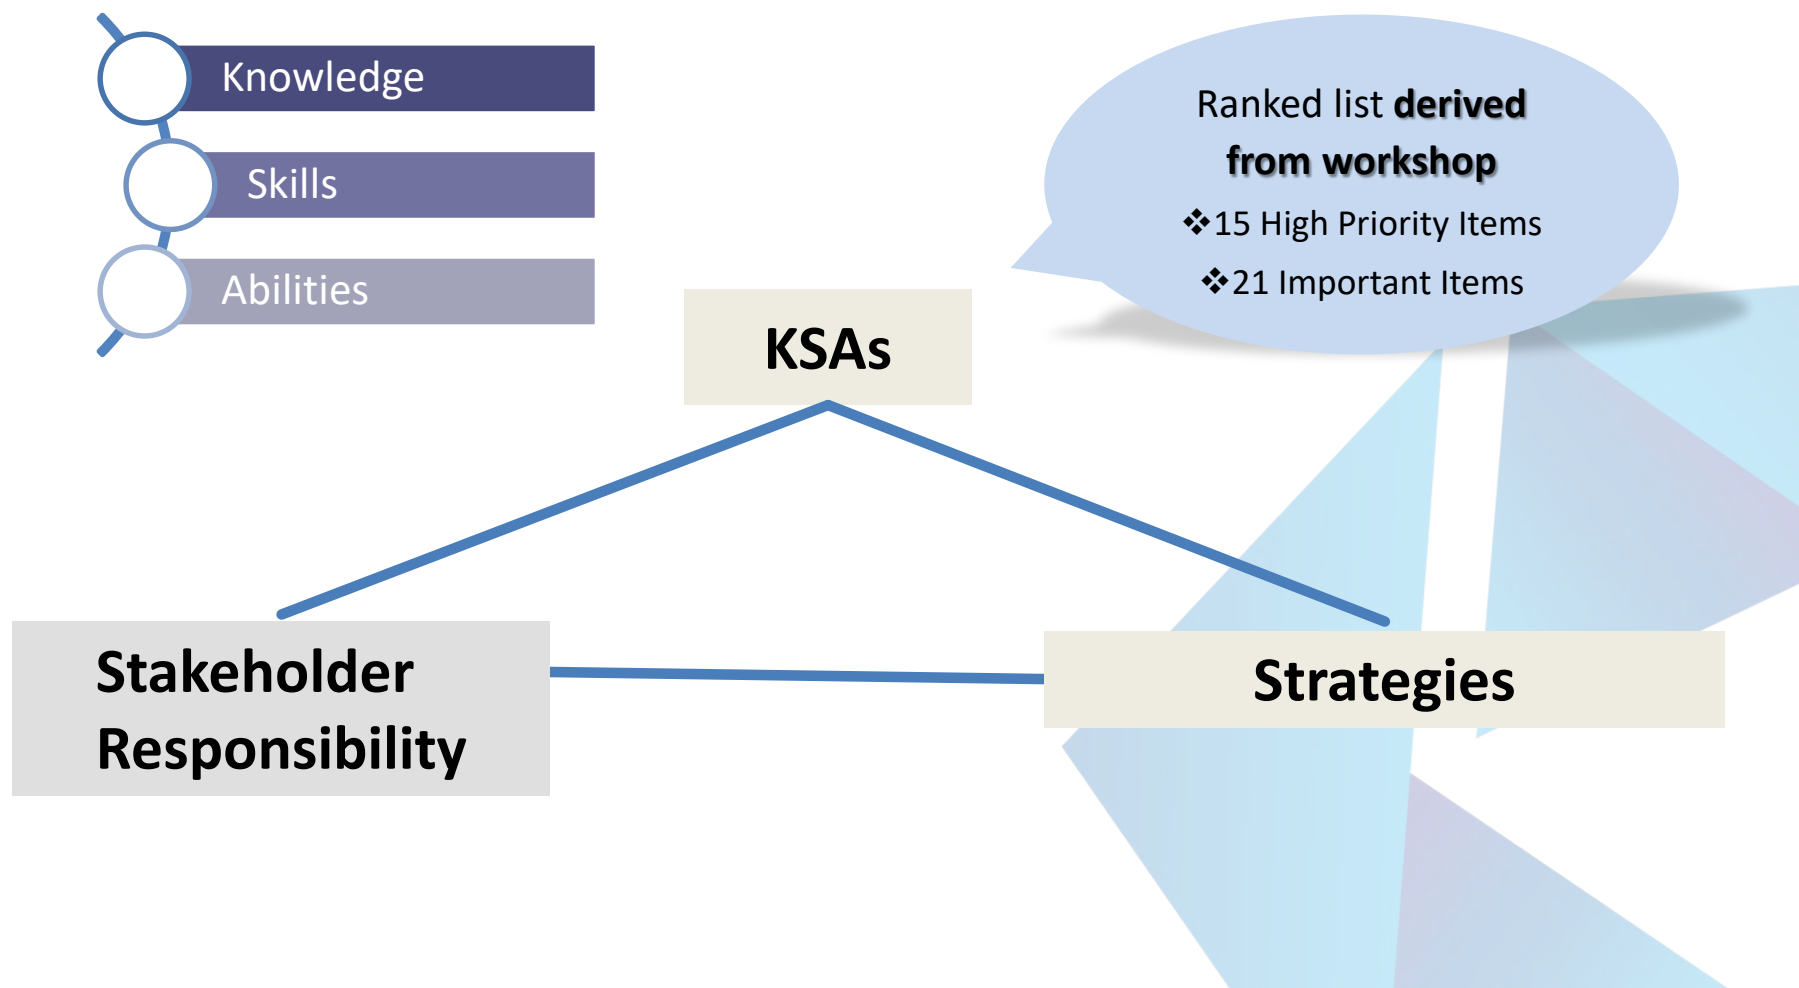 Knowledge
Skills
Abilities
Ranked list derived
from workshop
❖15 High Priority Items
❖21 Important Items
KSAs
Stakeholder
Responsibility
Strategies